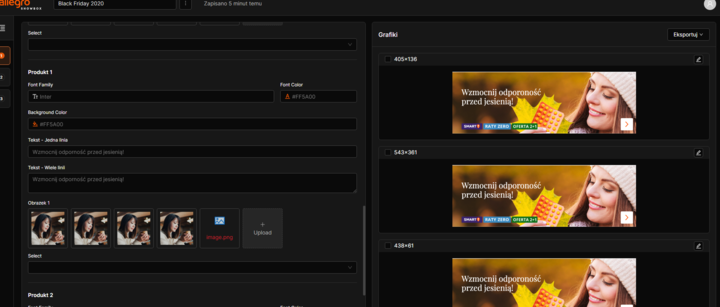 allegro
SHOWBOX
Black Friday 2020
Zapisano 5 minut temu
Select
Produkt 1
Font Family
Font Color
Tr Inter
#FF5A00
Background Color
#FF5A00
Tekst - Jedna linia
Wzmocnij odporność przed jesienią!
Tekst - Wiele linii
Wzmocnij odporność przed jesienią!
Obrazek 1
image.png
+
Upload
Select
Produkt 2
Grafiki
Eksportuj
405×136
Wzmocnij odporoność
przed jesienią!
SMART!
RATY ZERO
OFERTA 2+1
543×361
Wzmocnij odporoność
przed jesienią!
SMART!
RATY ZERO
OFERTA 2+1
438×61
Wzmocnij odporoność
przed jesienią!